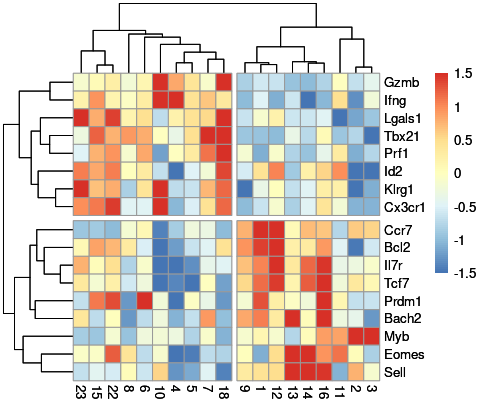 Gzmb
Ifng
Lgals1
Tbx21
Prf1
Id2
Klrg1
Cx3cr1
Ccr7
Bcl2
Il7r
Tcf7
Prdm1
Bach2
Myb
Eomes
Sell
23 15 22 8 6 10 4 5 7 18 9 1 12 13 14 16 11 2 3
1.5
1
0.5
0
-0.5
-1
-1.5